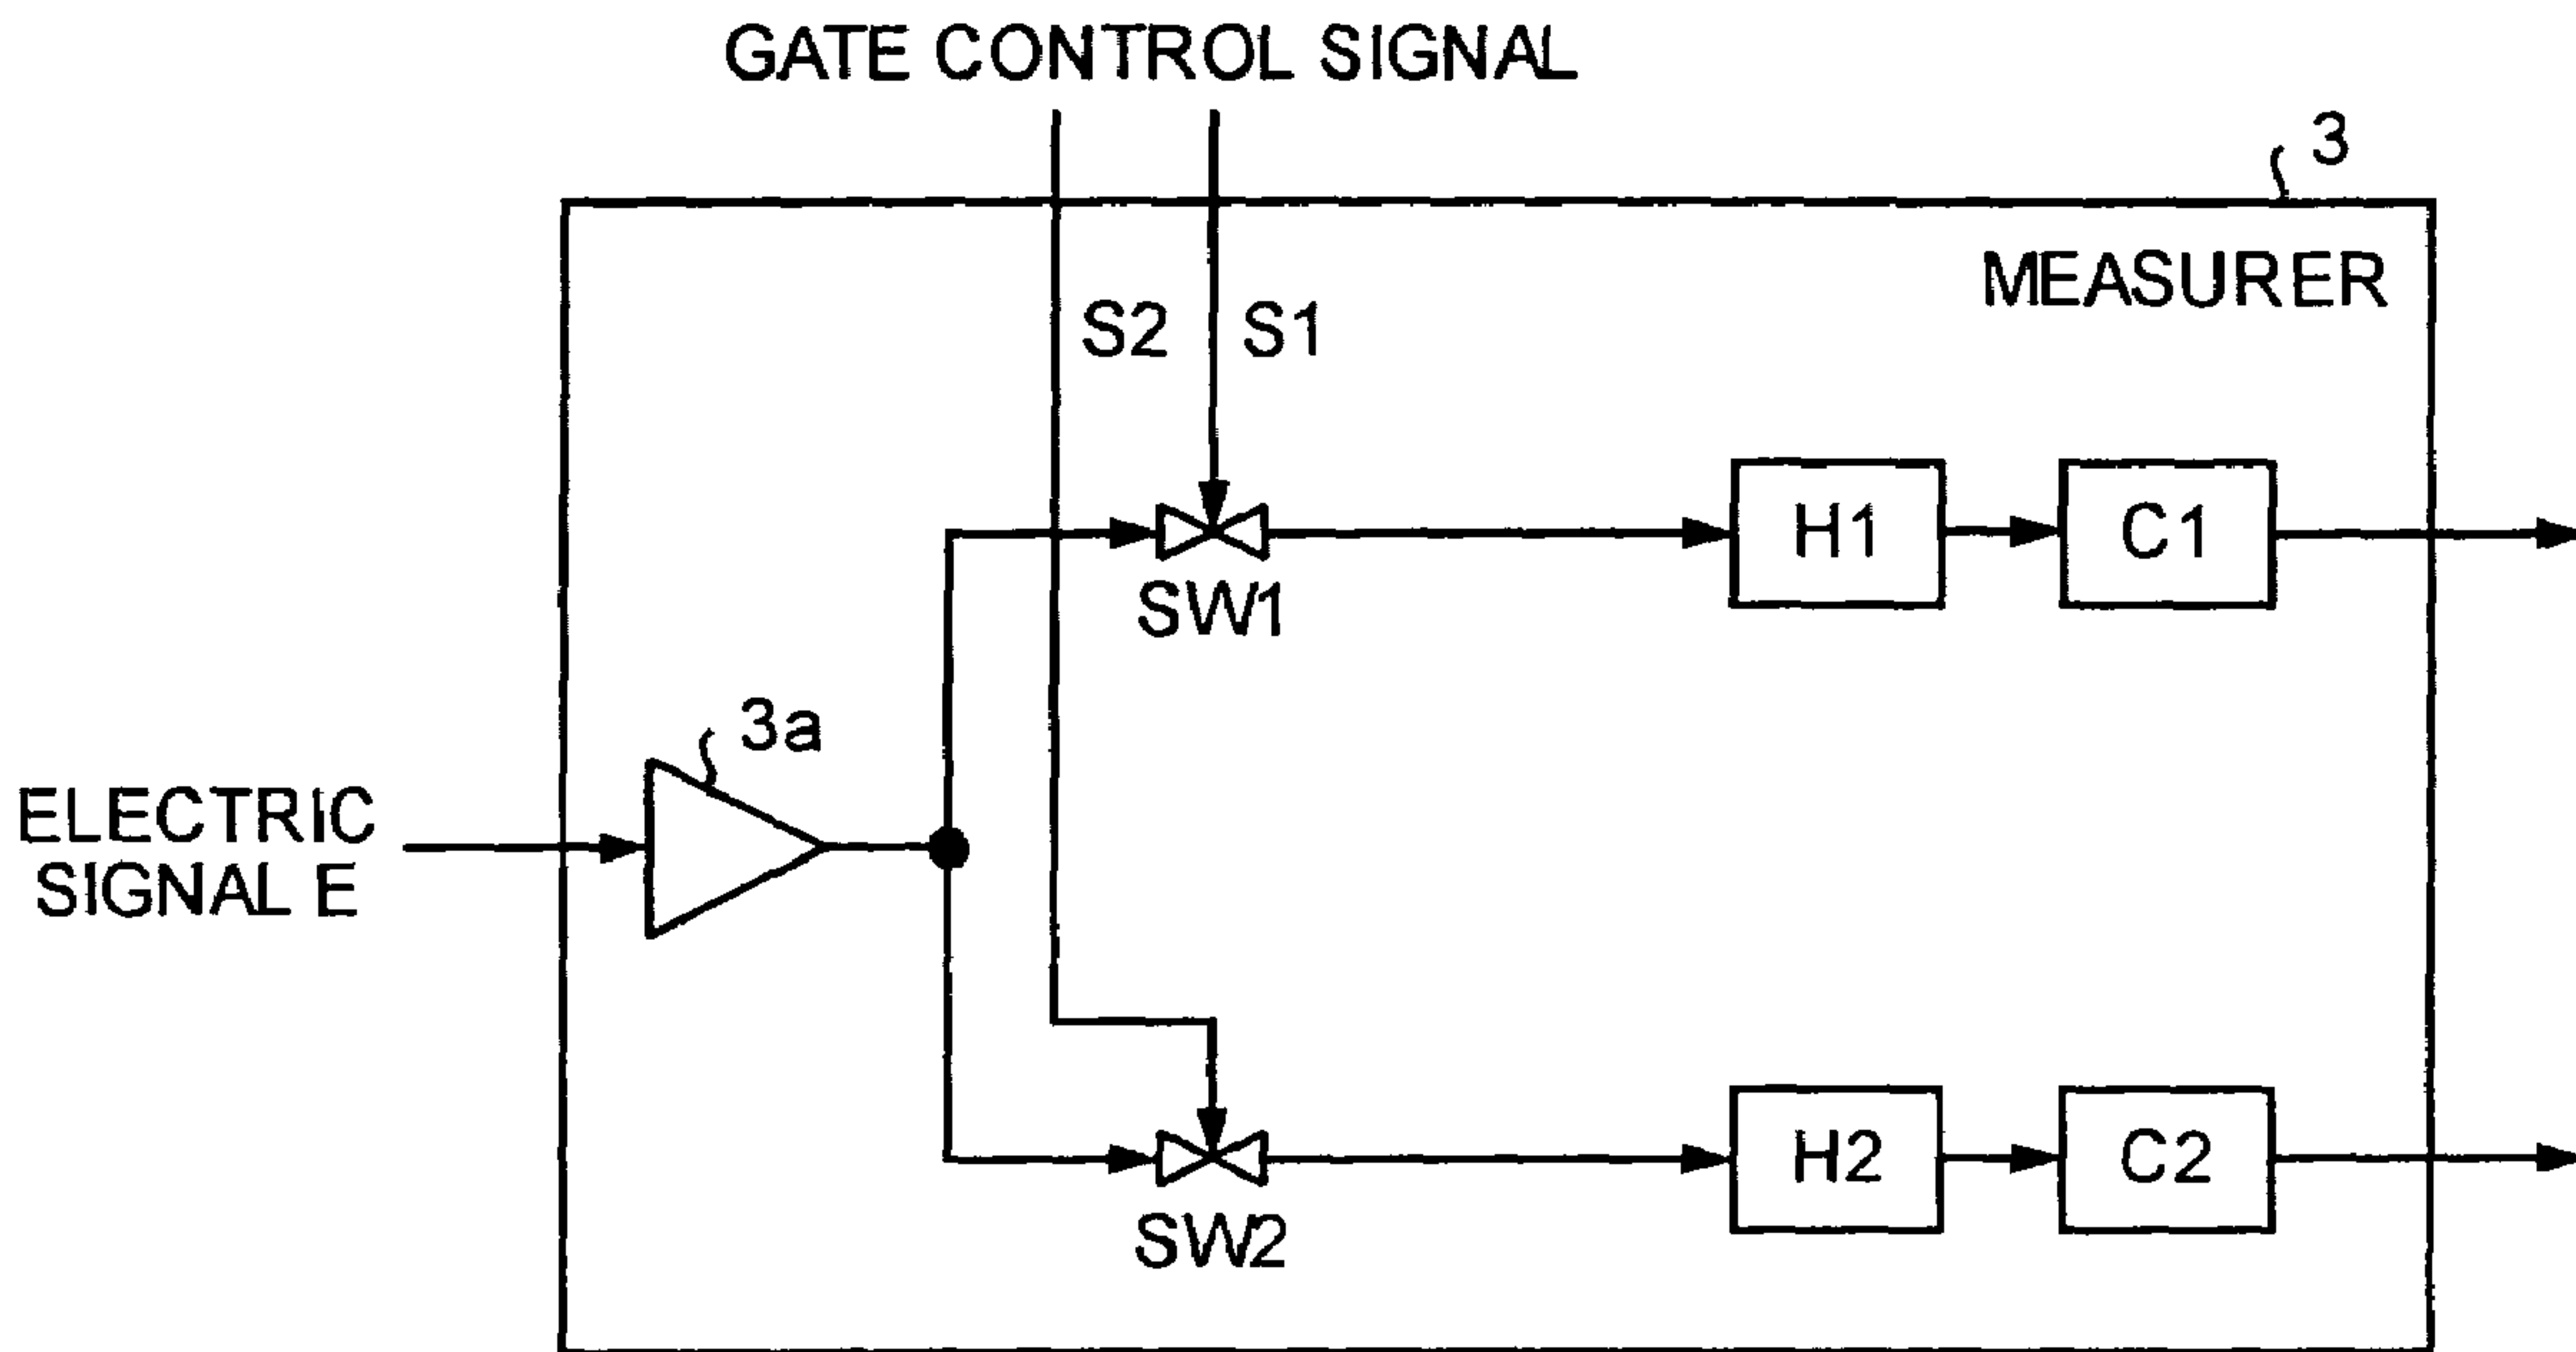 GATE CONTROL SIGNAL
3
MEASURER
S2
S1
H1
C1
SW1
3a
ELECTRIC
SIGNAL E
H2
C2
SW2